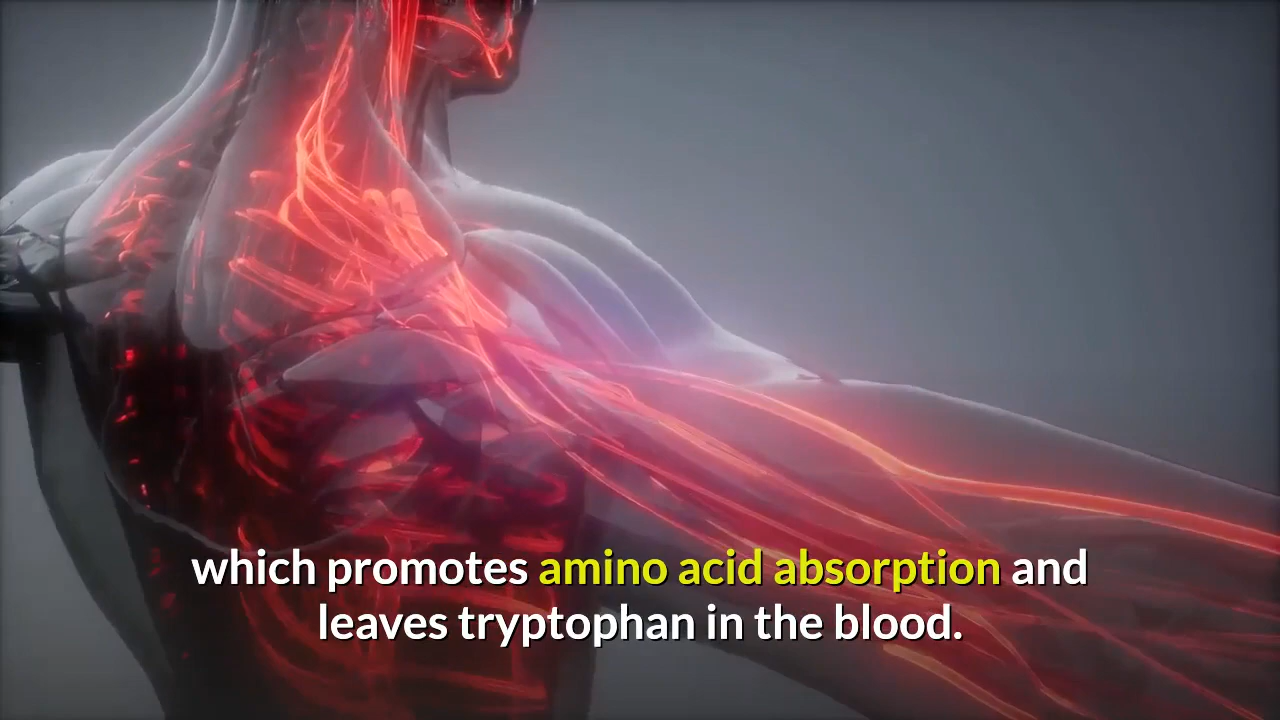 which promotes amino acid absorption and
leaves tryptophan in the blood.